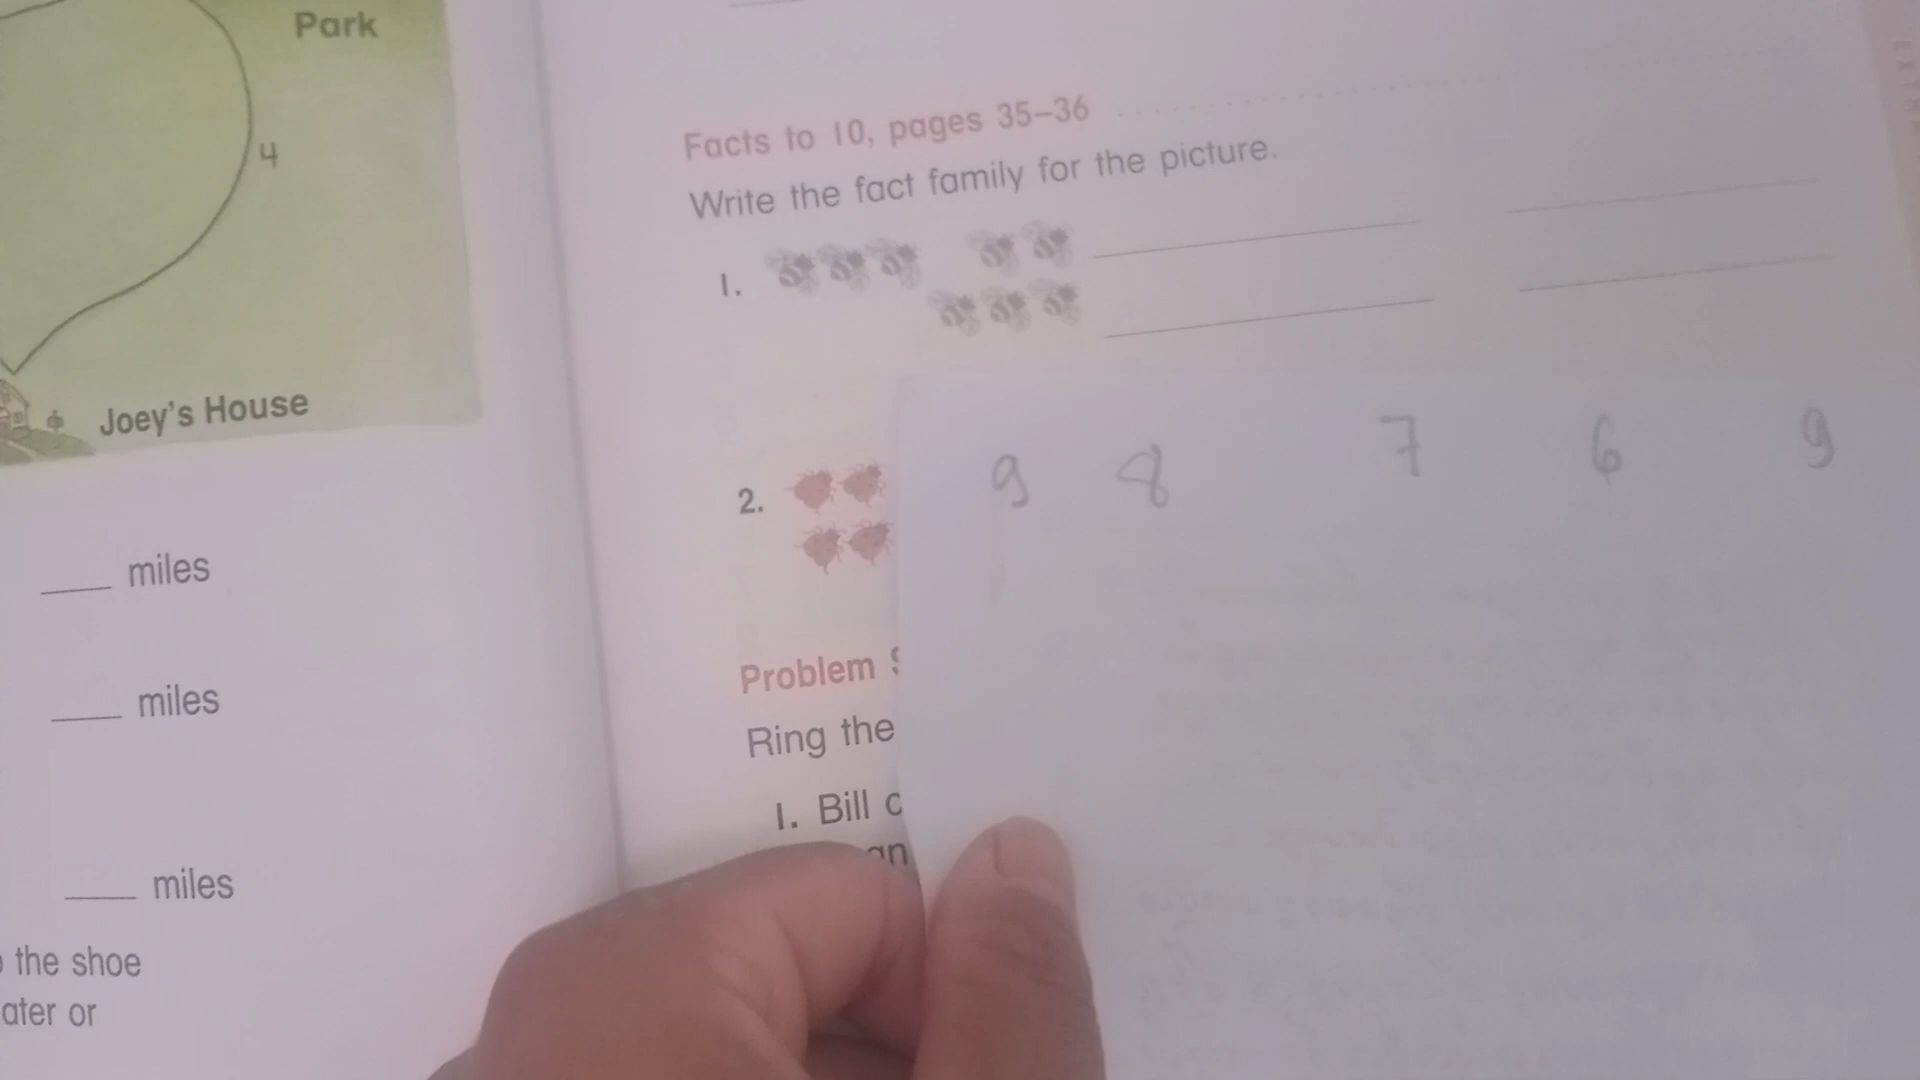 Park
4
Joey's House
miles
miles
miles
the shoe
ater or
Facts to 10, pages 35–36
Write the fact family for the picture.
1.
2.
9 8 7 6 9
Problem
Ring the
1. Bill c
an